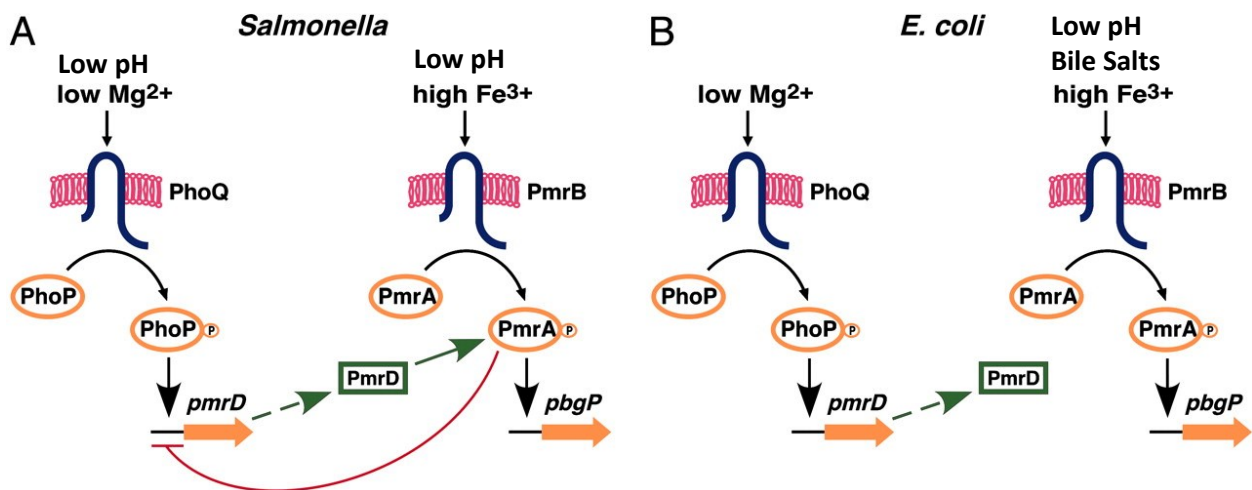 A
Salmonella
Low pH
low Mg2+
Low pH
high Fe3+
PhoQ
PmrB
PhoP
PmrA
PhoP P
PmrA P
PmrD
pmrD
pbgP
B
E. coli
low Mg2+
Low pH
Bile Salts
high Fe3+
PhoQ
PmrB
PhoP
PmrA
PhoP P
PmrA P
PmrD
pmrD
pbgP